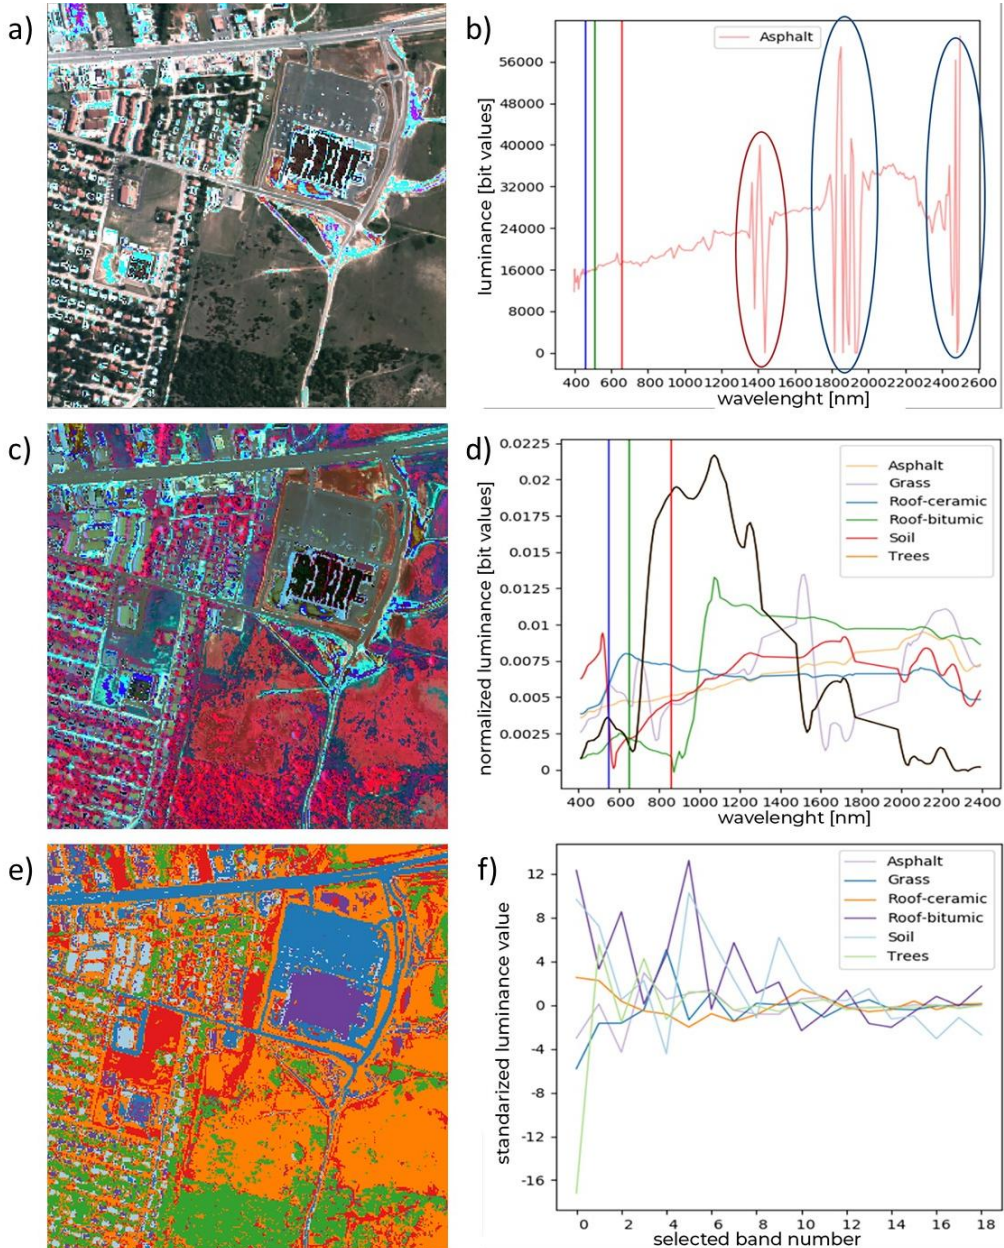 a)
b)
Asphalt
luminance [bit values]
56000
48000
40000
32000
24000
16000
8000
0
400 600 800 1000 1200 1400 1600 1800 2000 2200 2400 2600
wavelenght [nm]
c)
d)
Asphalt
Grass
Roof-ceramic
Roof-bitumic
Soil
Trees
normalized luminance [bit values]
0.0225
0.02
0.0175
0.015
0.0125
0.01
0.0075
0.005
0.0025
0
400 600 800 1000 1200 1400 1600 1800 2000 2200 2400
wavelenght [nm]
e)
f)
Asphalt
Grass
Roof-ceramic
Roof-bitumic
Soil
Trees
standarized luminance value
12
8
4
0
-4
-8
-12
-16
0 2 4 6 8 10 12 14 16 18
selected band number